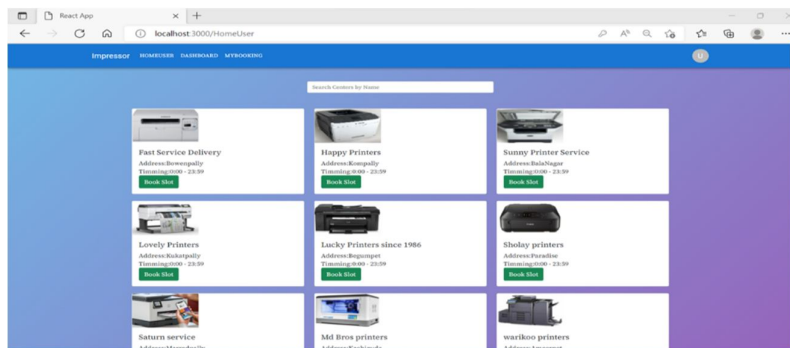 React App
localhost:3000/HomeUser
Impressor HOMEUSER DASHBOARD MYBOOKING U
Search Centers by Name
Fast Service Delivery
Address:Bowenpally
Timming:0:00 - 23:59
Book Slot
Happy Printers
Address:Kompally
Timming:0:00 - 23:59
Book Slot
Sunny Printer Service
Address:BalaNagar
Timming:0:00 - 23:59
Book Slot
Lovely Printers
Address:Kukatpally
Timming:0:00 - 23:59
Book Slot
Lucky Printers since 1986
Address:Begumpet
Timming:0:00 - 23:59
Book Slot
Sholay printers
Address:Paradise
Timming:0:00 - 23:59
Book Slot
Saturn service
Md Bros printers
warikoo printers